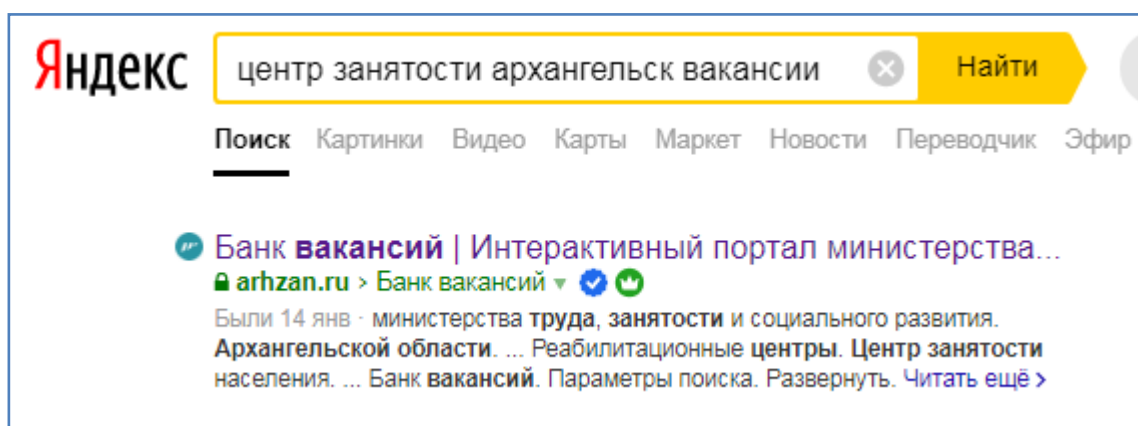 Яндекс
центр занятости архангельск вакансии
Найти
Поиск Картинки Видео Карты Маркет Новости Переводчик Эфир
Банк вакансий | Интерактивный портал министерства...
arhzan.ru › Банк вакансий
Были 14 янв · министерства труда, занятости и социального развития.
Архангельской области. ... Реабилитационные центры. Центр занятости
населения. ... Банк вакансий. Параметры поиска. Развернуть. Читать ещё ›